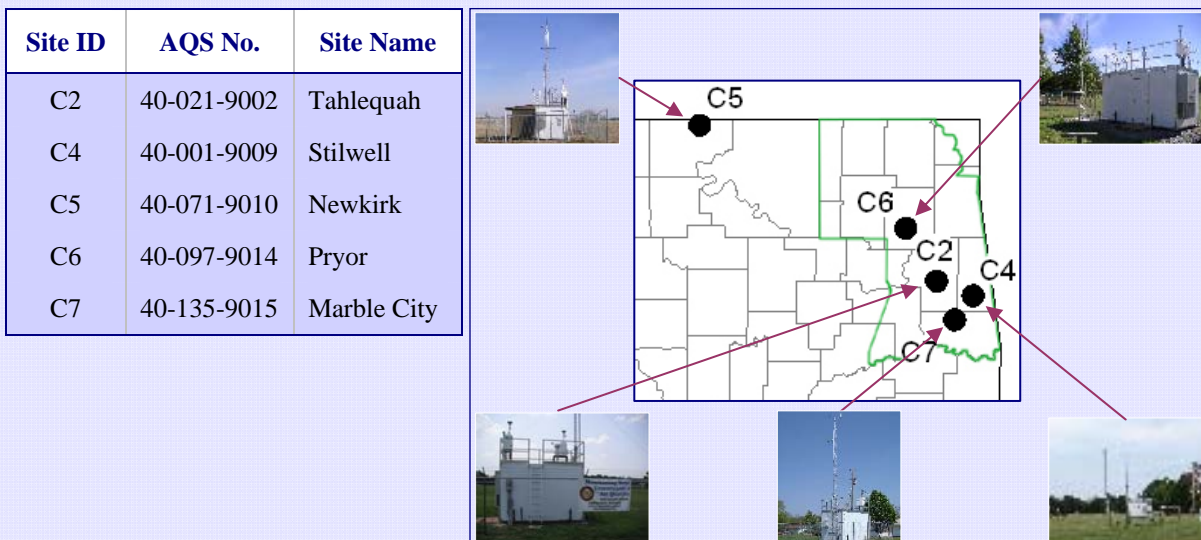 Site ID AQS No. Site Name
C2 40-021-9002 Tahlequah
C4 40-001-9009 Stilwell
C5 40-071-9010 Newkirk
C6 40-097-9014 Pryor
C7 40-135-9015 Marble City
C5
C6
C2
C4
C7